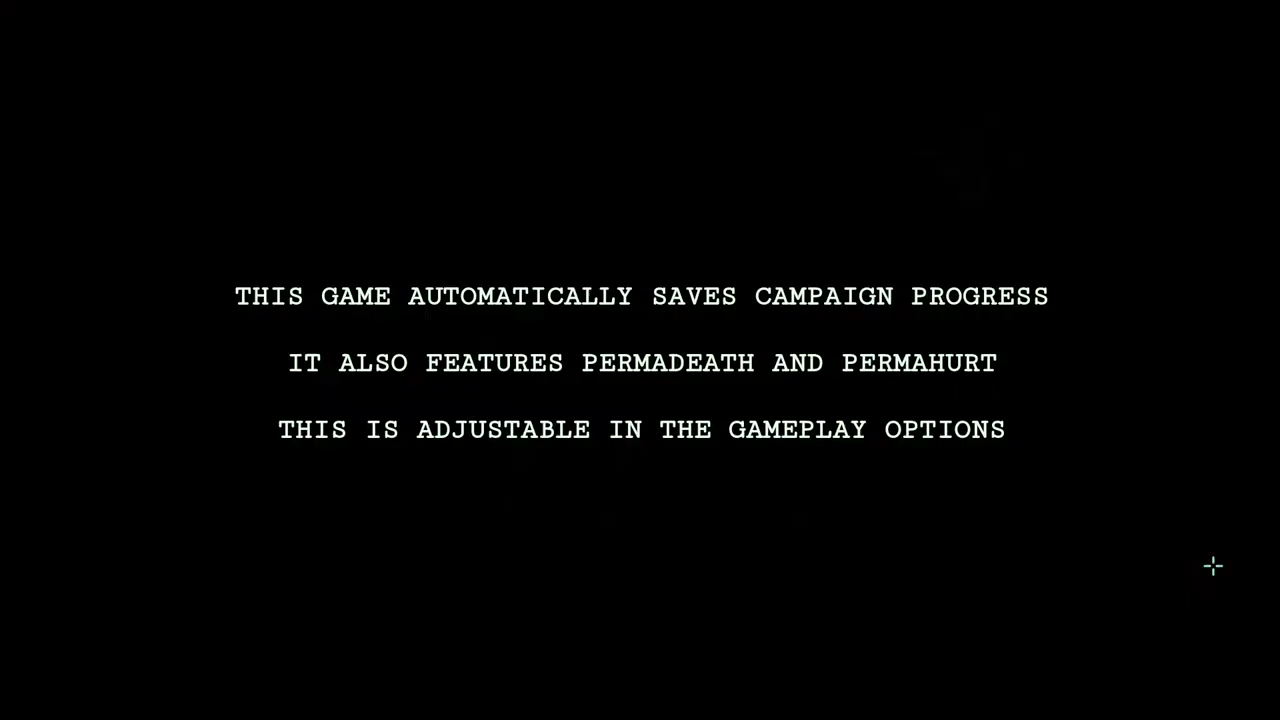 THIS GAME AUTOMATICALLY SAVES CAMPAIGN PROGRESS
IT ALSO FEATURES PERMADEATH AND PERMAHURT
THIS IS ADJUSTABLE IN THE GAMEPLAY OPTIONS